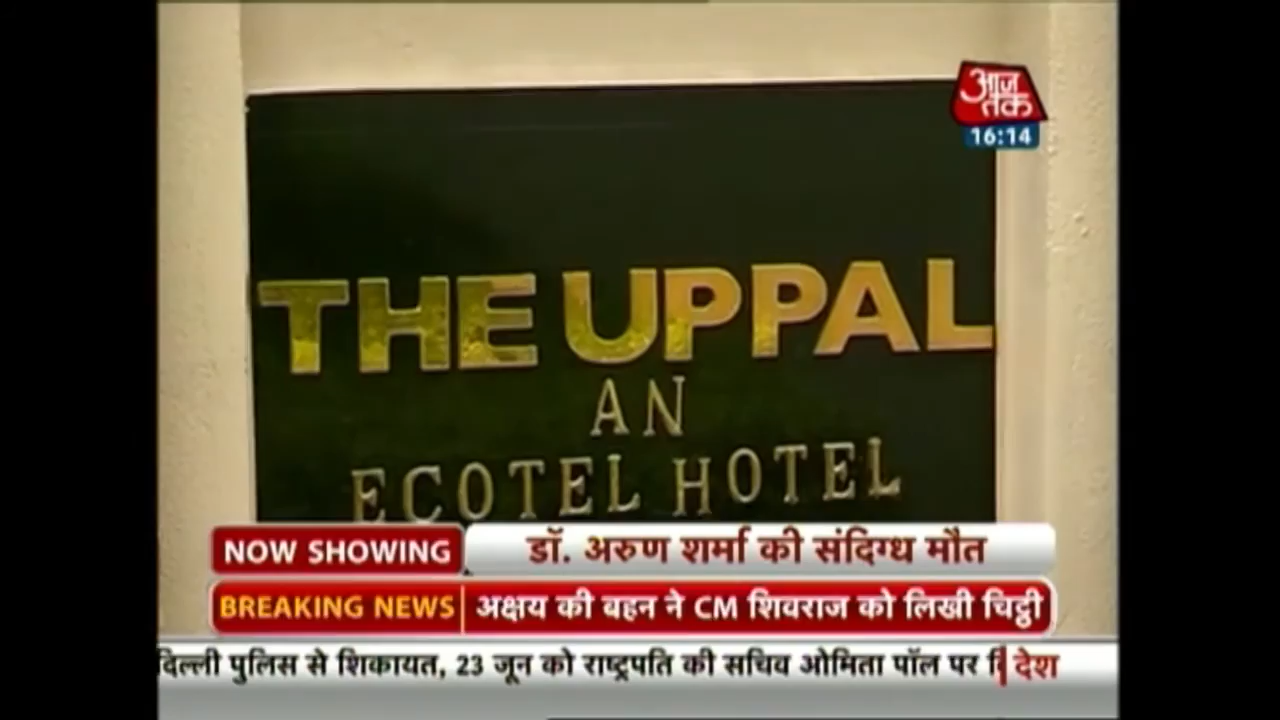 आज
तक
16:14
THE UPPAL
AN
ECOTEL HOTEL
NOW SHOWING
डॉ. अरुण शर्मा की संदिग्ध मौत
BREAKING NEWS
अक्षय की बहन ने CM शिवराज को लिखी चिट्ठी
दिल्ली पुलिस से शिकायत, 23 जून को राष्ट्रपति की सचिव ओमिता पॉल पर
देश